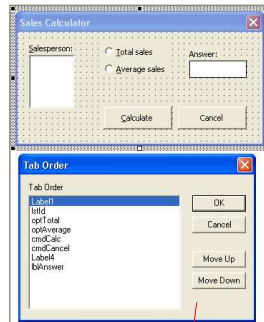 Sales Calculator
Salesperson:
Total sales
Average sales
Answer:
Calculate
Cancel
Tab Order
Tab Order
Label1
lstId
optTotal
optAverage
cmdCalc
cmdCancel
Label4
lblAnswer
OK
Cancel
Move Up
Move Down